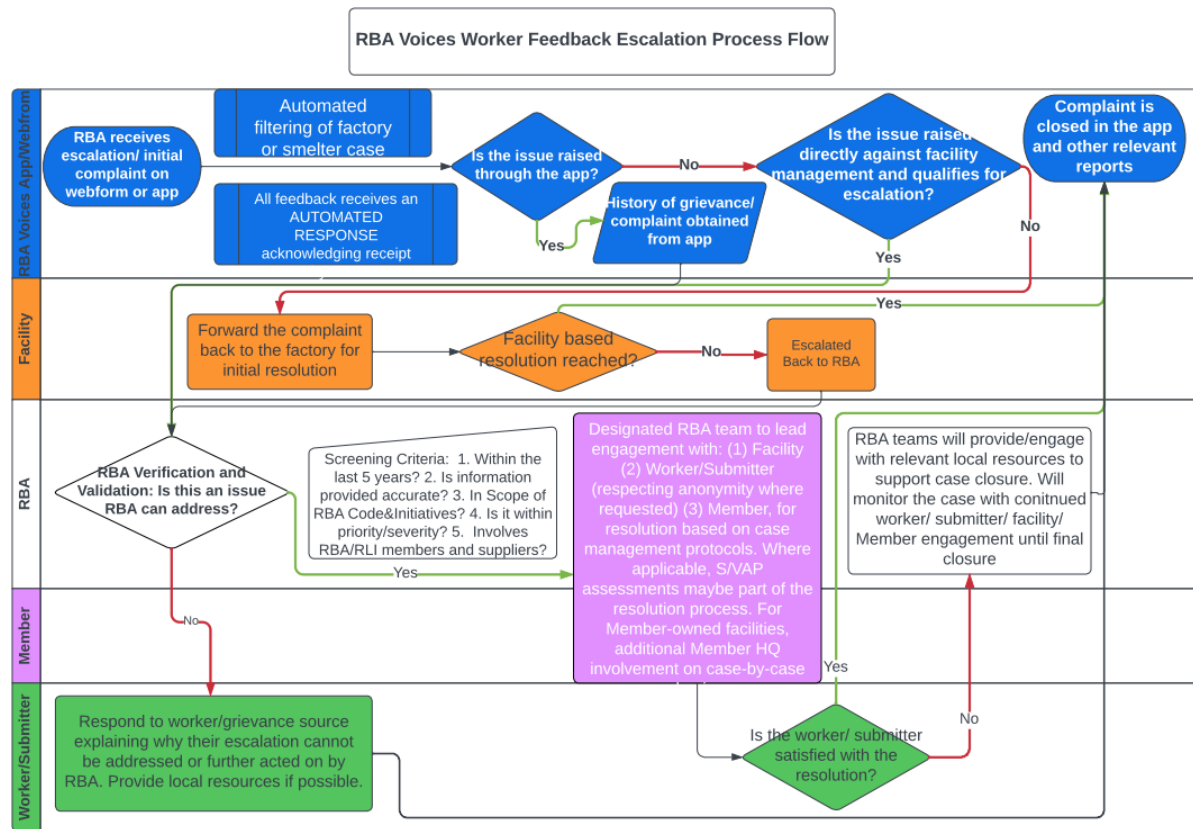 RBA Voices Worker Feedback Escalation Process Flow
RBA Voices App/Webfrom
RBA receives
escalation/ initial
complaint on
webform or app
Automated
filtering of factory
or smelter case
All feedback receives an
AUTOMATED
RESPONSE
acknowledging receipt
Is the issue raised
through the app?
No
Yes
History of grievance/
complaint obtained
from app
Is the issue raised
directly against facility
management and qualifies for
escalation?
No
Yes
Complaint is
closed in the app
and other relevant
reports
Facility
Forward the complaint
back to the factory for
initial resolution
Facility based
resolution reached?
Yes
No
Escalated
Back to RBA
RBA
RBA Verification and
Validation: Is this an issue
RBA can address?
Screening Criteria: 1. Within the
last 5 years? 2. Is information
provided accurate? 3. In Scope of
RBA Code&Initiatives? 4. Is it within
priority/severity? 5. Involves
RBA/RLI members and suppliers?
Yes
No
Designated RBA team to lead
engagement with: (1) Facility
(2) Worker/Submitter
(respecting anonymity where
requested) (3) Member, for
resolution based on case
management protocols. Where
applicable, S/VAP
assessments maybe part of the
resolution process. For
Member-owned facilities,
additional Member HQ
involvement on case-by-case
RBA teams will provide/engage
with relevant local resources to
support case closure. Will
monitor the case with conitnued
worker/ submitter/ facility/
Member engagement until final
closure
Member
Yes
No
Worker/Submitter
Respond to worker/grievance source
explaining why their escalation cannot
be addressed or further acted on by
RBA. Provide local resources if possible.
Is the worker/ submitter
satisfied with the
resolution?